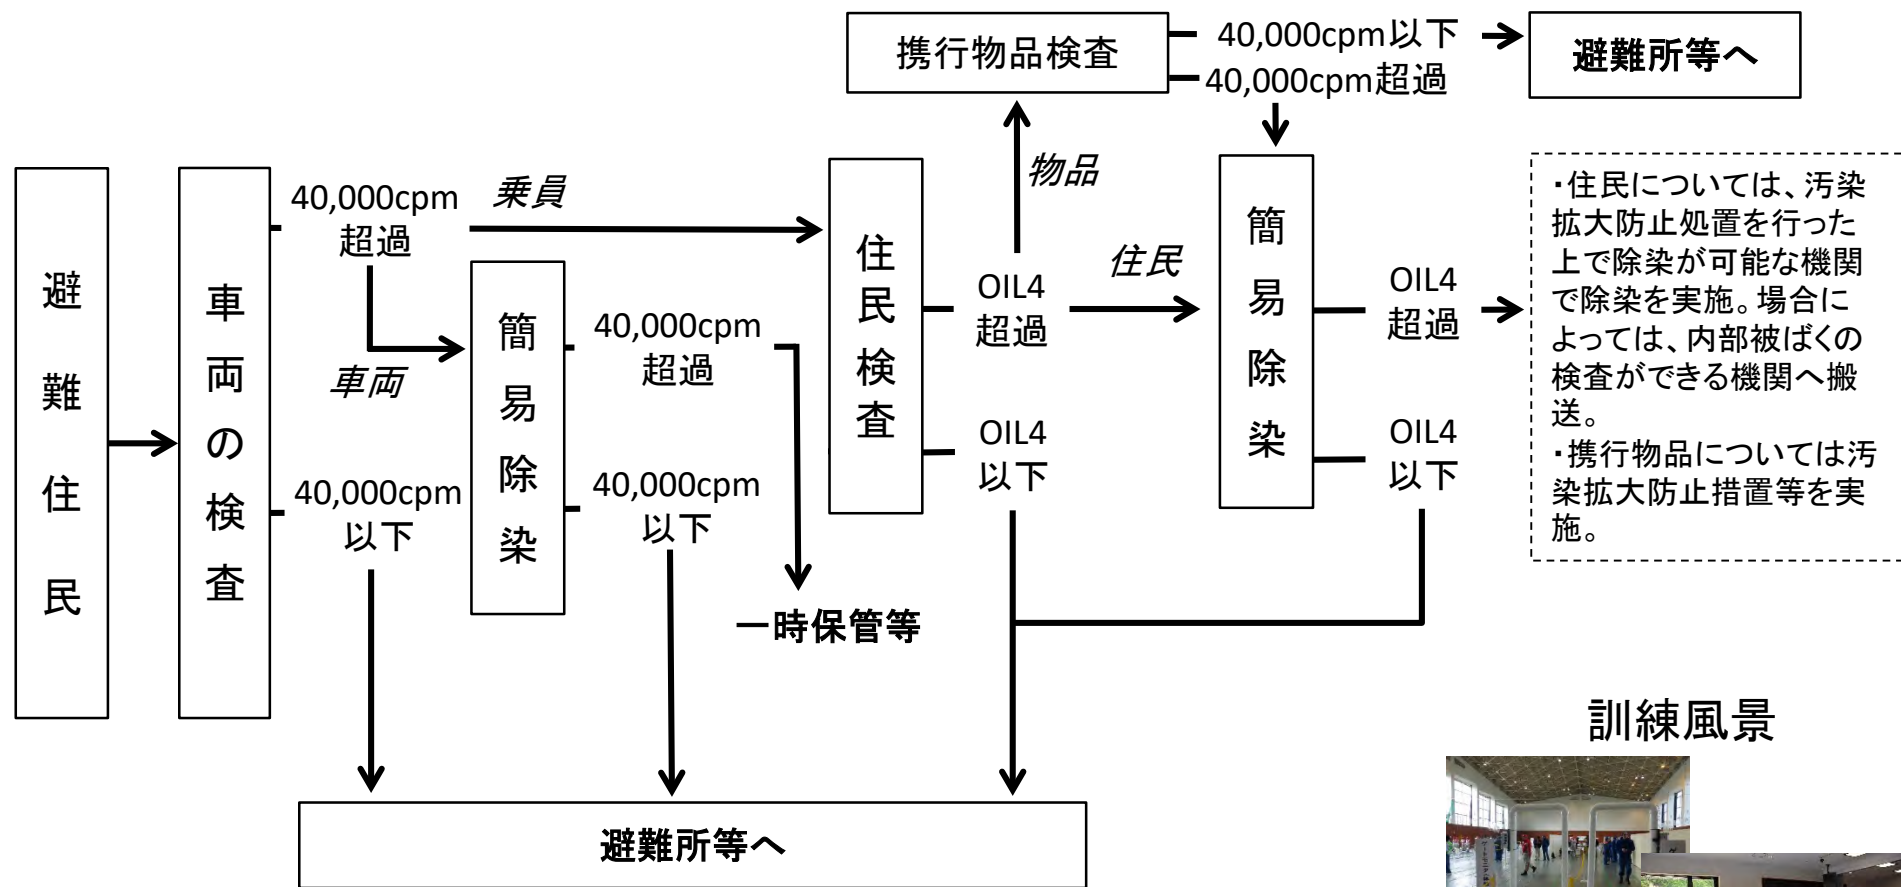 携行物品検査
40,000cpm以下
40,000cpm超過
避難所等へ
避難住民
車両の検査
40,000cpm
超過
乗員
車両
40,000cpm
以下
簡易除染
40,000cpm
超過
40,000cpm
以下
一時保管等
住民検査
物品
OIL4
超過
住民
OIL4
以下
簡易除染
OIL4
超過
OIL4
以下
・住民については、汚染
拡大防止処置を行った
上で除染が可能な機関
で除染を実施。場合に
よっては、内部被ばくの
検査ができる機関へ搬
送。
・携行物品については汚
染拡大防止措置等を実
施。
避難所等へ
訓練風景